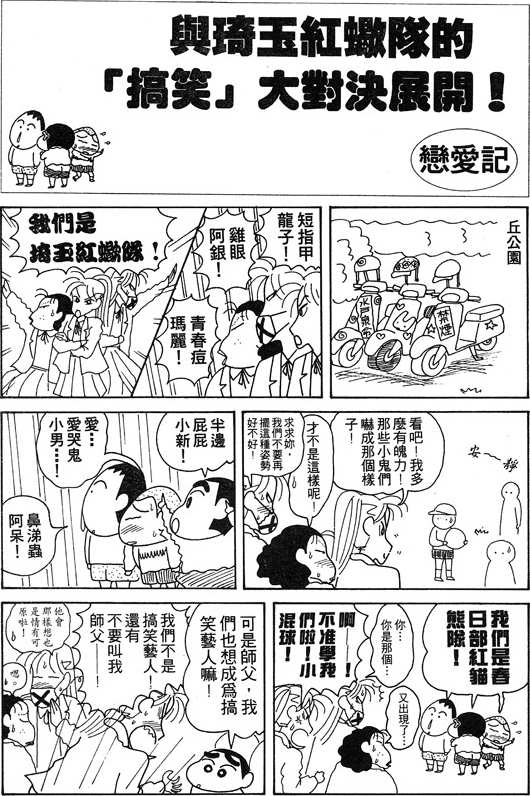 與琦玉紅蠍隊的
「搞笑」大對決展開！
戀愛記
丘公園
水戶泉命
禁煙
短指甲
龍子！
雞眼
阿銀！
青春痘
瑪麗！
我們是
埼玉紅蠍隊！
安靜
看吧！我多
麼有魄力！
那些小鬼們
嚇成那個樣
子！
才不是這樣呢！
求求妳，
我們不要再
擺這種姿勢
好不好！
半邊
屁屁
小新！
愛…
愛哭鬼
小男…！
鼻涕蟲
阿呆！
我們是春
日部紅貓
熊隊！
又出現了…
你…
你是那個…
啊——！
不准學我
們啦！小
混球！
可是師父，我
們也想成為搞
笑藝人嘛！
我們不是
搞笑藝人！
還有
不要叫我
師父——！
他會
那樣想也
是情有可
原啦！